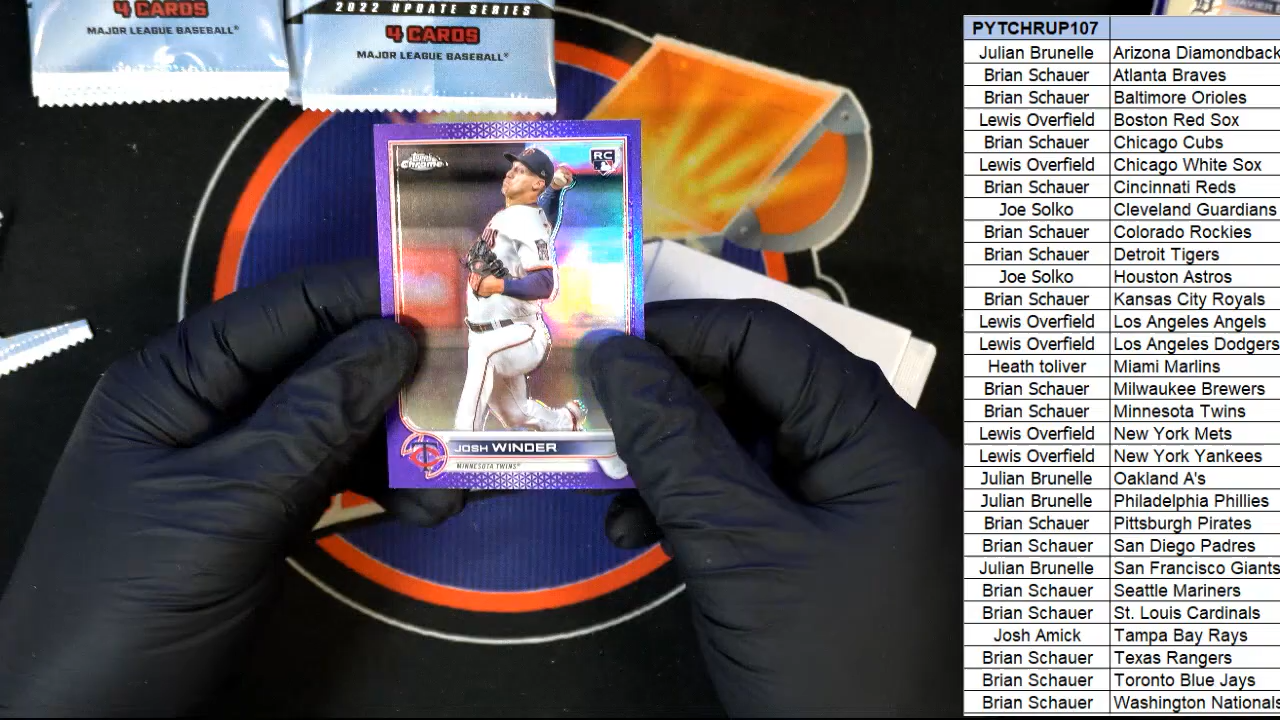 4 CARDS
MAJOR LEAGUE BASEBALL®
2022 UPDATE SERIES
4 CARDS
MAJOR LEAGUE BASEBALL®
Topps
Chrome
RC
JOSH WINDER
MINNESOTA TWINS®
PYTCHRUP107
Julian Brunelle Arizona Diamondback
Brian Schauer Atlanta Braves
Brian Schauer Baltimore Orioles
Lewis Overfield Boston Red Sox
Brian Schauer Chicago Cubs
Lewis Overfield Chicago White Sox
Brian Schauer Cincinnati Reds
Joe Solko Cleveland Guardians
Brian Schauer Colorado Rockies
Brian Schauer Detroit Tigers
Joe Solko Houston Astros
Brian Schauer Kansas City Royals
Lewis Overfield Los Angeles Angels
Lewis Overfield Los Angeles Dodgers
Heath toliver Miami Marlins
Brian Schauer Milwaukee Brewers
Brian Schauer Minnesota Twins
Lewis Overfield New York Mets
Lewis Overfield New York Yankees
Julian Brunelle Oakland A's
Julian Brunelle Philadelphia Phillies
Brian Schauer Pittsburgh Pirates
Brian Schauer San Diego Padres
Julian Brunelle San Francisco Giants
Brian Schauer Seattle Mariners
Brian Schauer St. Louis Cardinals
Josh Amick Tampa Bay Rays
Brian Schauer Texas Rangers
Brian Schauer Toronto Blue Jays
Brian Schauer Washington Nationals